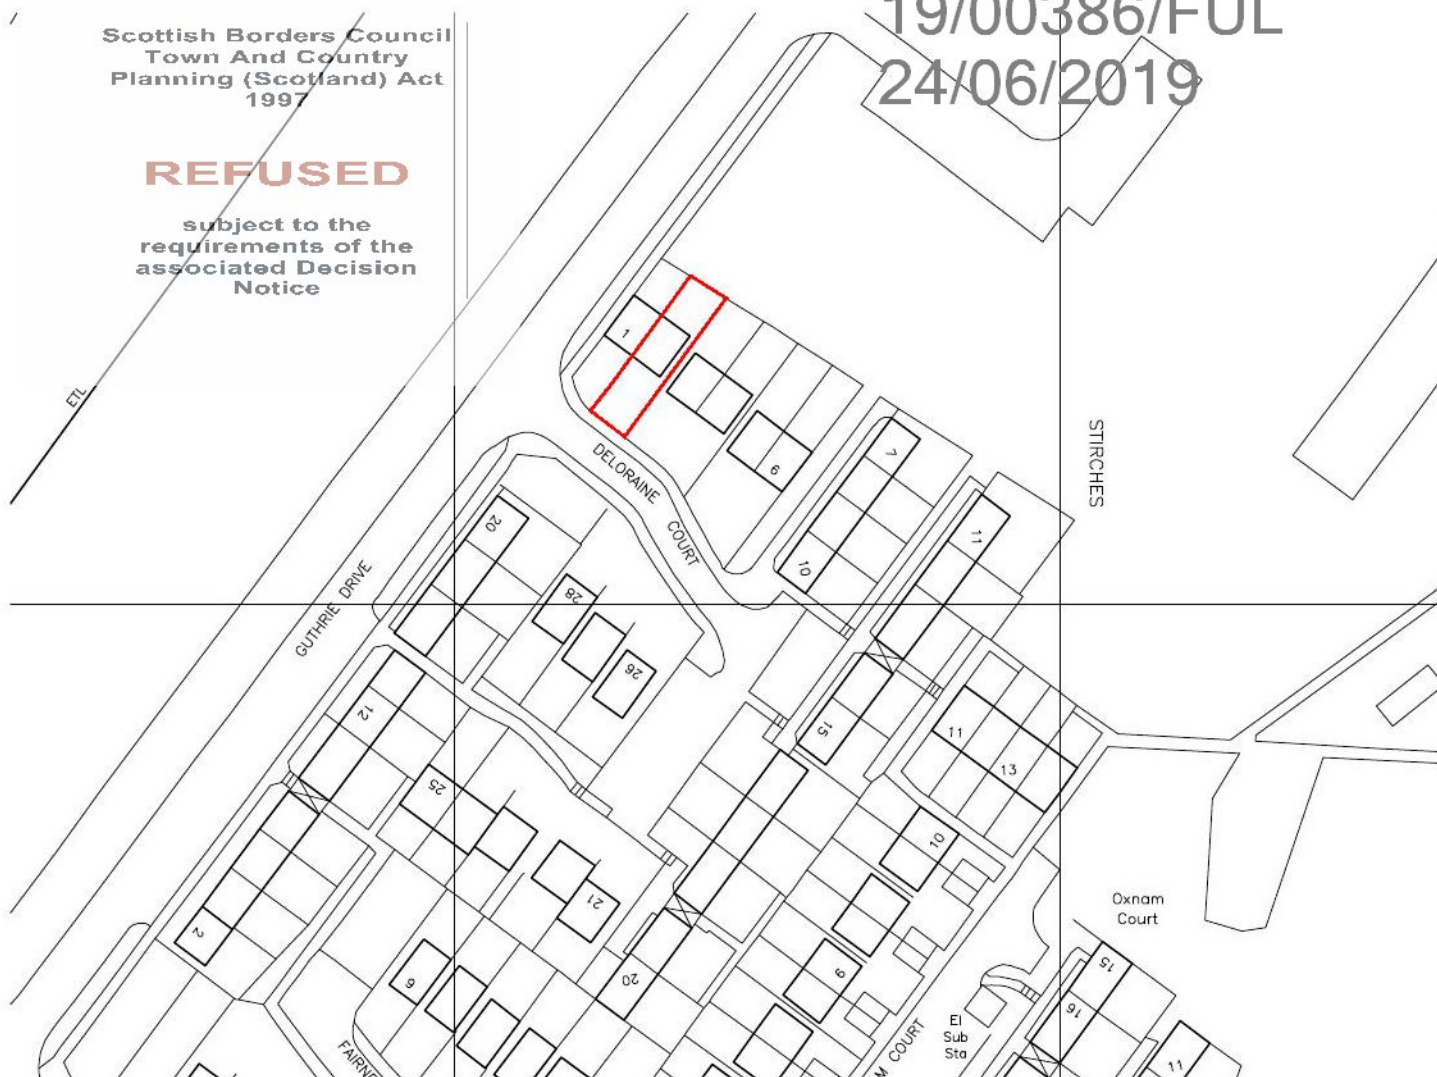 Scottish Borders Council
Town And Country
Planning (Scotland) Act
1997
REFUSED
subject to the
requirements of the
associated Decision
Notice
19/00386/FUL
24/06/2019
ETL
1
6
7
10
11
STIRCHES
DELORAINE
COURT
GUTHRIE DRIVE
20
28
26
12
15
11
13
25
21
10
2
6
20
9
Oxnam
Court
15
16
El
Sub
Sta
COURT
11